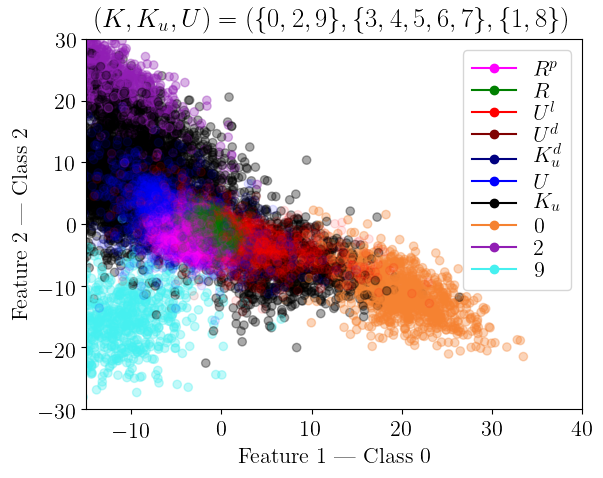 (K, K_u, U) = ({0, 2, 9}, {3, 4, 5, 6, 7}, {1, 8})
30
20
10
0
−10
−20
−30
Feature 2 — Class 2
R^p
R
U^l
U^d
K_u^d
U
K_u
0
2
9
−10
0
10
20
30
40
Feature 1 — Class 0